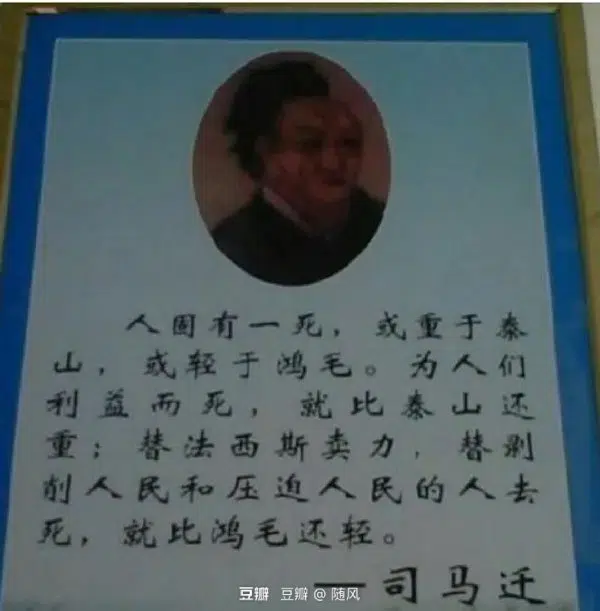 人固有一死，或重于秦
山，或轻于鸿毛。为人们
利益而死，就比秦山还
重；替法西斯卖力，替剥
削人民和压迫人民的人去
死，就比鸿毛还轻。
——司马迁
豆瓣 豆瓣@随风